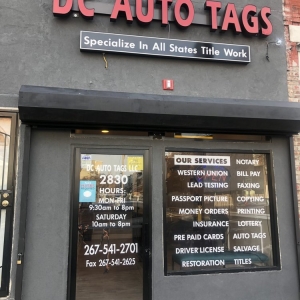 DC AUTO TAGS
Specialize In All States Title Work
DC AUTO TAGS LLC
2830
HOURS:
MON-FRI
9:30am to 8pm
SATURDAY
10am to 8pm
267-541-2701
Fax 267-541-2625
OUR SERVICES NOTARY
WESTERN UNION BILL PAY
LEAD TESTING FAXING
PASSPORT PICTURE COPTING
MONEY ORDERS PRINTING
INSURANCE LOTTERY
PRE PAID CARDS AUTO TAGS
DRIVER LICENSE SALVAGE
RESTORATION TITLES